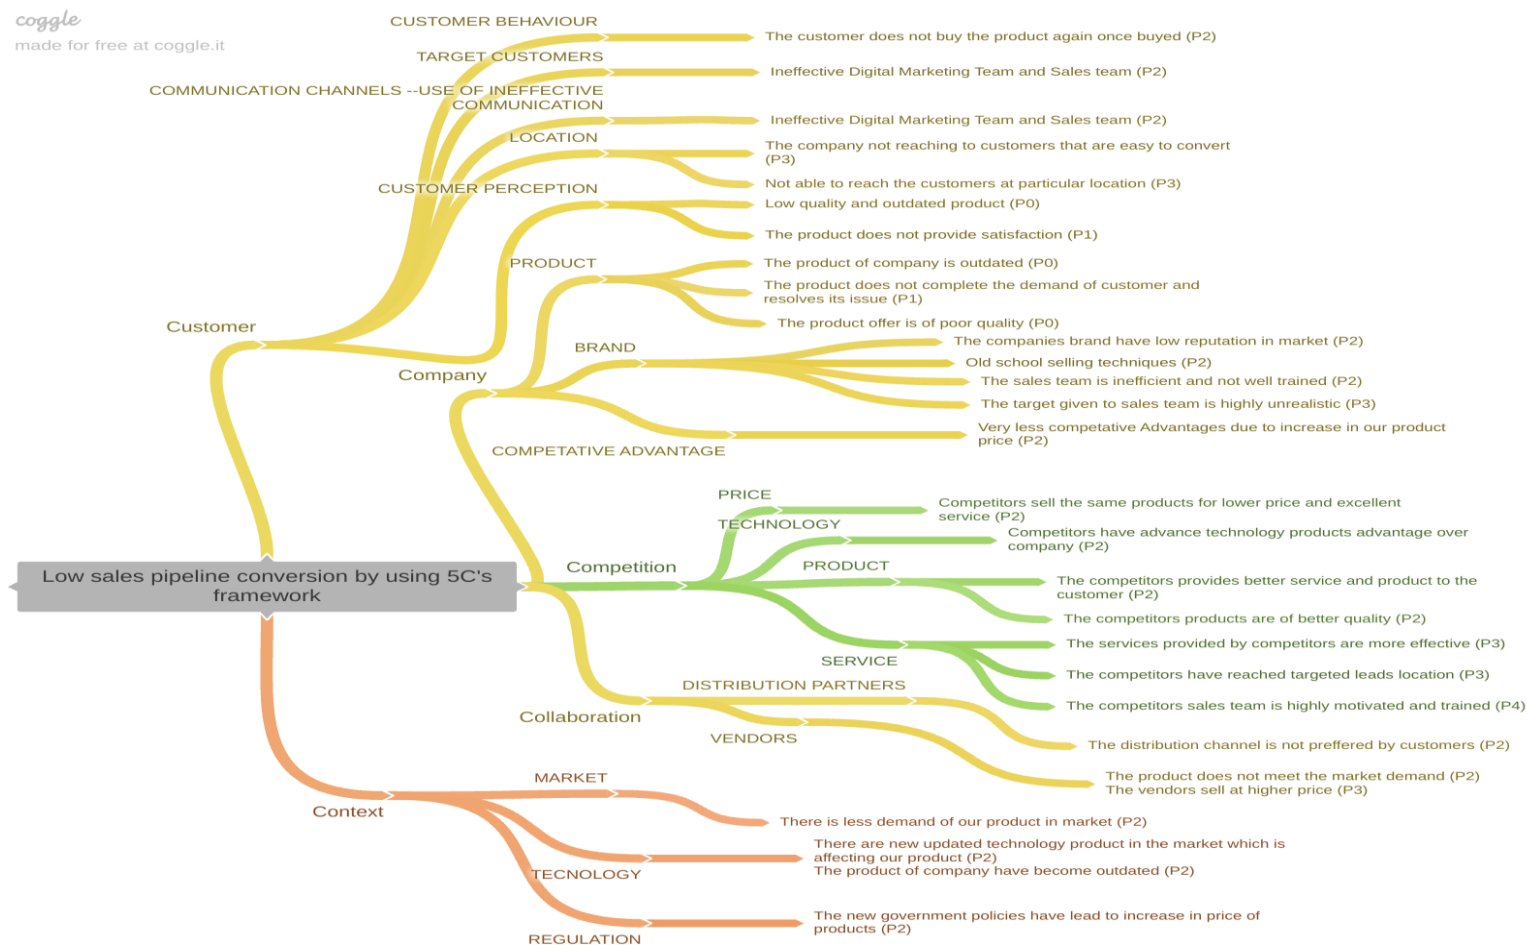 coggle
made for free at coggle.it
CUSTOMER BEHAVIOUR
The customer does not buy the product again once buyed (P2)
TARGET CUSTOMERS
Ineffective Digital Marketing Team and Sales team (P2)
COMMUNICATION CHANNELS --USE OF INEFFECTIVE
COMMUNICATION
Ineffective Digital Marketing Team and Sales team (P2)
LOCATION
The company not reaching to customers that are easy to convert
(P3)
Not able to reach the customers at particular location (P3)
CUSTOMER PERCEPTION
Low quality and outdated product (P0)
The product does not provide satisfaction (P1)
Customer
PRODUCT
The product of company is outdated (P0)
The product does not complete the demand of customer and
resolves its issue (P1)
The product offer is of poor quality (P0)
BRAND
The companies brand have low reputation in market (P2)
Old school selling techniques (P2)
The sales team is inefficient and not well trained (P2)
The target given to sales team is highly unrealistic (P3)
Company
COMPETATIVE ADVANTAGE
Very less competative Advantages due to increase in our product
price (P2)
Low sales pipeline conversion by using 5C's
framework
Competition
PRICE
Competitors sell the same products for lower price and excellent
service (P2)
TECHNOLOGY
Competitors have advance technology products advantage over
company (P2)
PRODUCT
The competitors provides better service and product to the
customer (P2)
The competitors products are of better quality (P2)
SERVICE
The services provided by competitors are more effective (P3)
The competitors have reached targeted leads location (P3)
The competitors sales team is highly motivated and trained (P4)
Collaboration
DISTRIBUTION PARTNERS
The distribution channel is not preffered by customers (P2)
VENDORS
The product does not meet the market demand (P2)
The vendors sell at higher price (P3)
Context
MARKET
There is less demand of our product in market (P2)
TECNOLOGY
There are new updated technology product in the market which is
affecting our product (P2)
The product of company have become outdated (P2)
REGULATION
The new government policies have lead to increase in price of
products (P2)